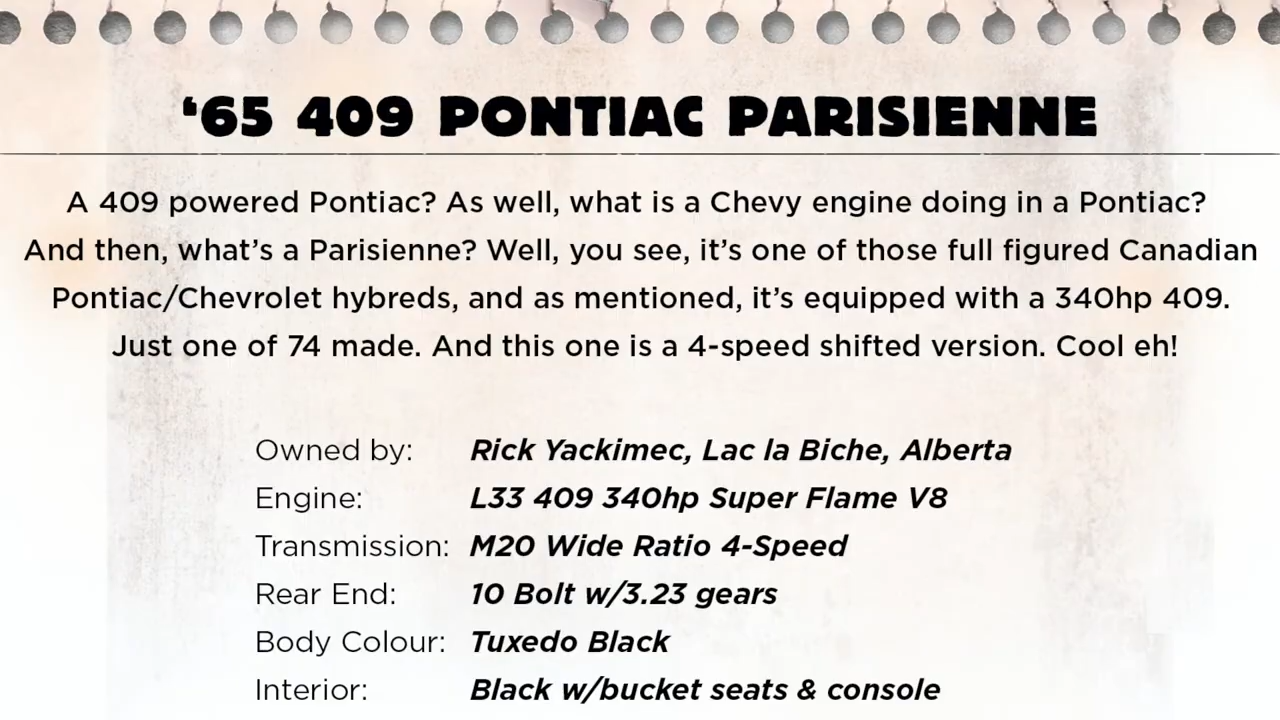 ‘65 409 PONTIAC PARISIENNE
A 409 powered Pontiac? As well, what is a Chevy engine doing in a Pontiac?
And then, what’s a Parisienne? Well, you see, it’s one of those full figured Canadian
Pontiac/Chevrolet hybreds, and as mentioned, it’s equipped with a 340hp 409.
Just one of 74 made. And this one is a 4-speed shifted version. Cool eh!
Owned by: Rick Yackimec, Lac la Biche, Alberta
Engine: L33 409 340hp Super Flame V8
Transmission: M20 Wide Ratio 4-Speed
Rear End: 10 Bolt w/3.23 gears
Body Colour: Tuxedo Black
Interior: Black w/bucket seats & console